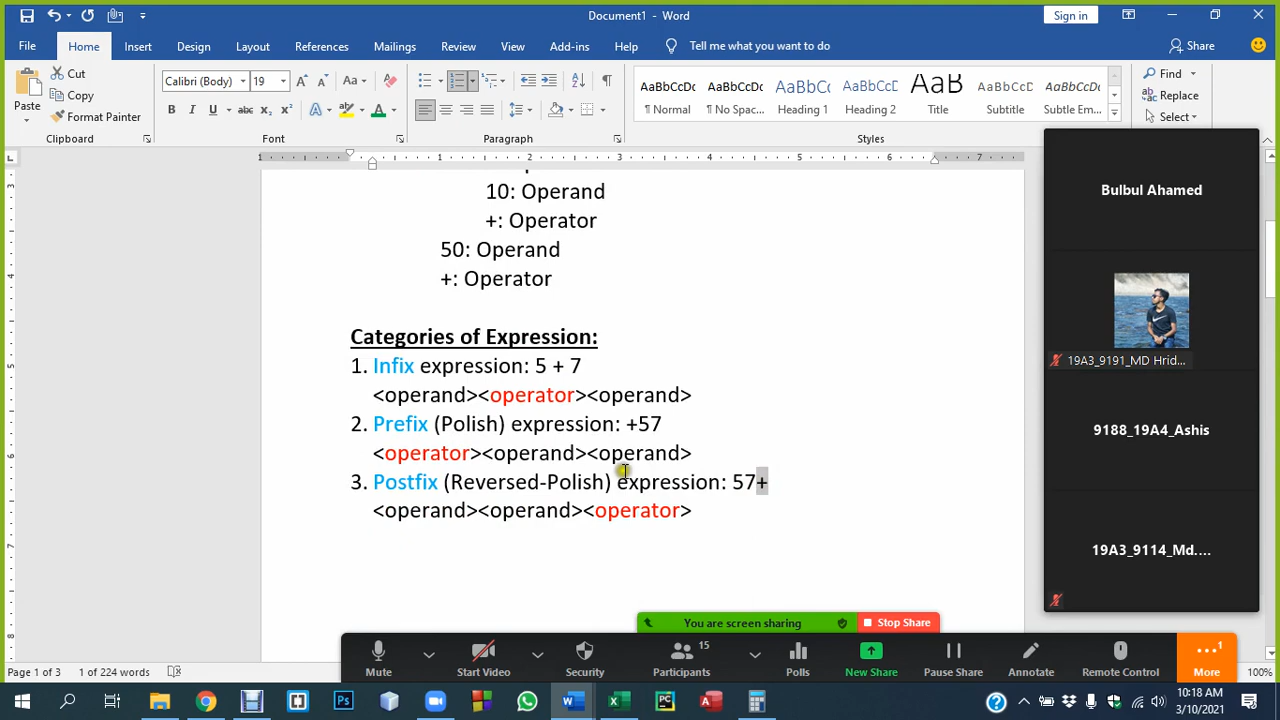 Document1 - Word
Sign in
File
Home
Insert
Design
Layout
References
Mailings
Review
View
Add-ins
Help
Tell me what you want to do
Share
Paste
Cut
Copy
Format Painter
Clipboard
Calibri (Body)
19
Font
Paragraph
AaBbCcDc
¶ Normal
AaBbCcDc
¶ No Spac...
AaBbCc
Heading 1
AaBbCcD
Heading 2
AaB
Title
AaBbCcD
Subtitle
AaBbCcDc
Subtle Em...
Styles
Find
Replace
Select
10: Operand
+: Operator
50: Operand
+: Operator
Categories of Expression:
1. Infix expression: 5 + 7
<operand><operator><operand>
2. Prefix (Polish) expression: +57
<operator><operand><operand>
3. Postfix (Reversed-Polish) expression: 57+
<operand><operand><operator>
Bulbul Ahamed
19A3_9191_MD Hrid...
9188_19A4_Ashis
19A3_9114_Md....
You are screen sharing
Stop Share
Mute
Start Video
Security
Participants
15
Polls
New Share
Pause Share
Annotate
Remote Control
More
1
Page 1 of 3
1 of 224 words
100%
10:18 AM
3/10/2021